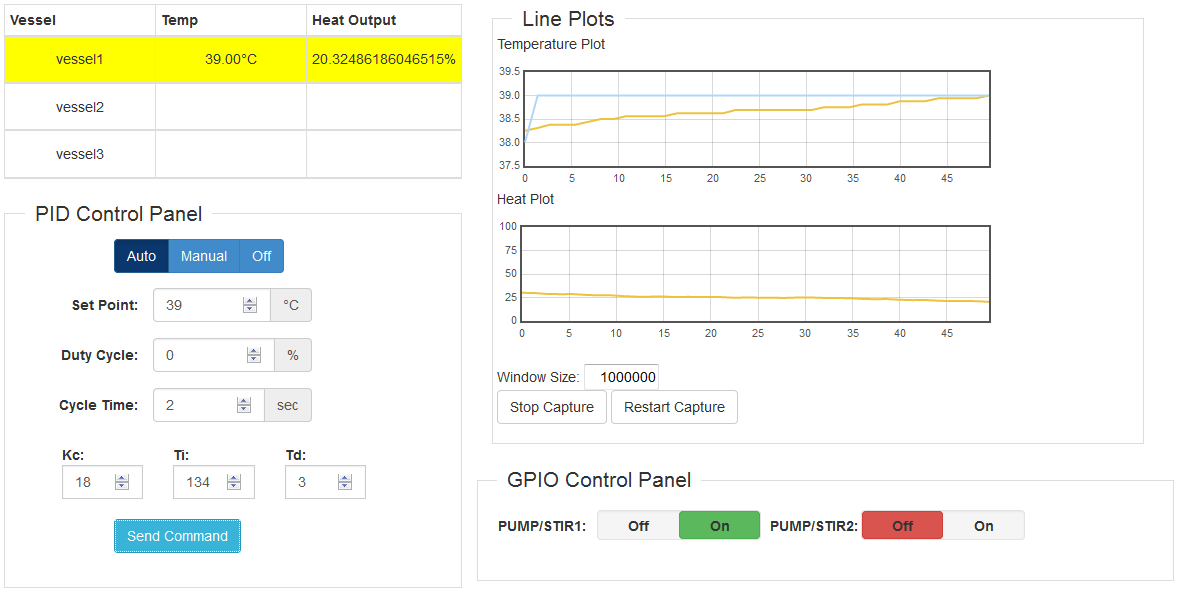 Vessel Temp Heat Output
vessel1 39.00°C 20.32486186046515%
vessel2
vessel3
PID Control Panel
Auto Manual Off
Set Point: 39 °C
Duty Cycle: 0 %
Cycle Time: 2 sec
Kc: Ti: Td:
18 134 3
Send Command
Line Plots
Temperature Plot
39.5
39.0
38.5
38.0
37.5
0 5 10 15 20 25 30 35 40 45
Heat Plot
100
75
50
25
0
0 5 10 15 20 25 30 35 40 45
Window Size: 1000000
Stop Capture Restart Capture
GPIO Control Panel
PUMP/STIR1: Off On PUMP/STIR2: Off On